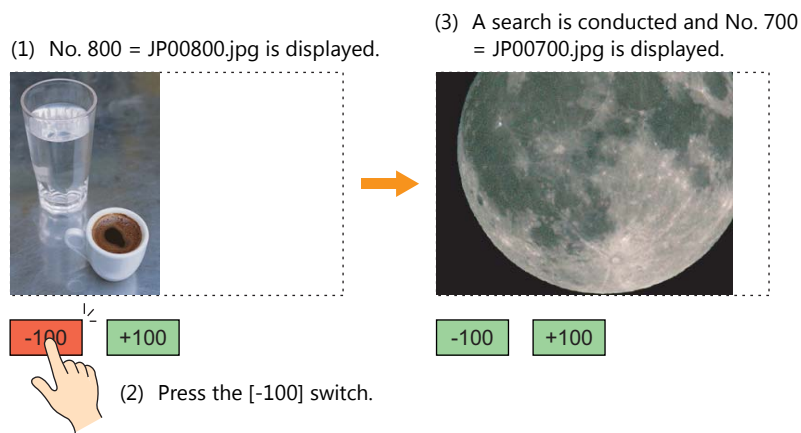 (1) No. 800 = JP00800.jpg is displayed.
-100
+100
(2) Press the [-100] switch.
(3) A search is conducted and No. 700
= JP00700.jpg is displayed.
-100
+100